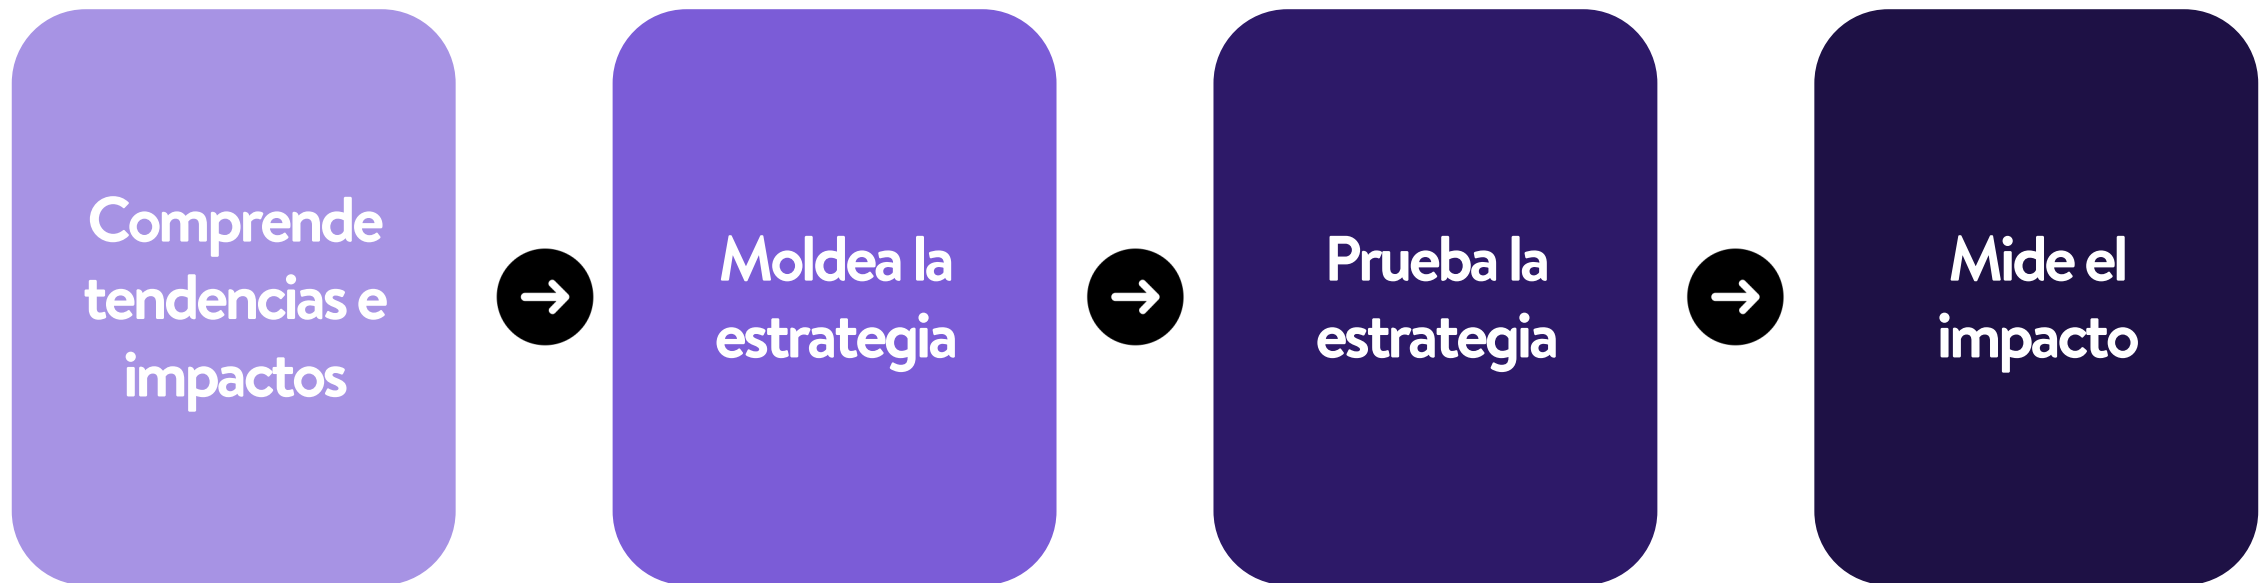 Comprende
tendencias e
impactos
Moldea la
estrategia
Prueba la
estrategia
Mide el
impacto